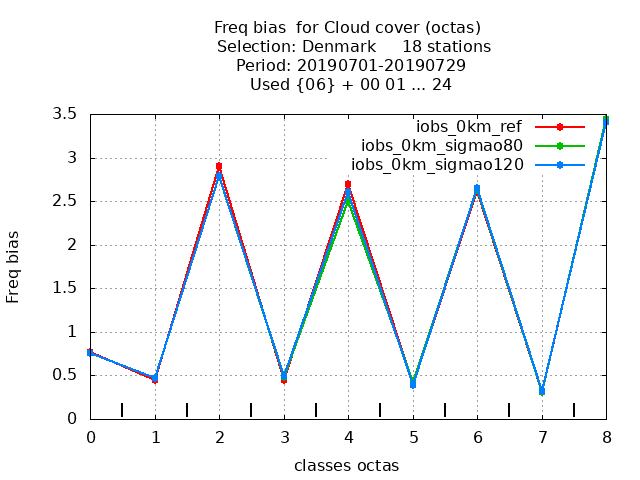 Freq bias  for Cloud cover (octas)
Selection: Denmark     18 stations
Period: 20190701-20190729
Used {06} + 00 01 ... 24
iobs_0km_ref
iobs_0km_sigmao80
iobs_0km_sigmao120
Freq bias
3.5
3
2.5
2
1.5
1
0.5
0
0 1 2 3 4 5 6 7 8
classes octas